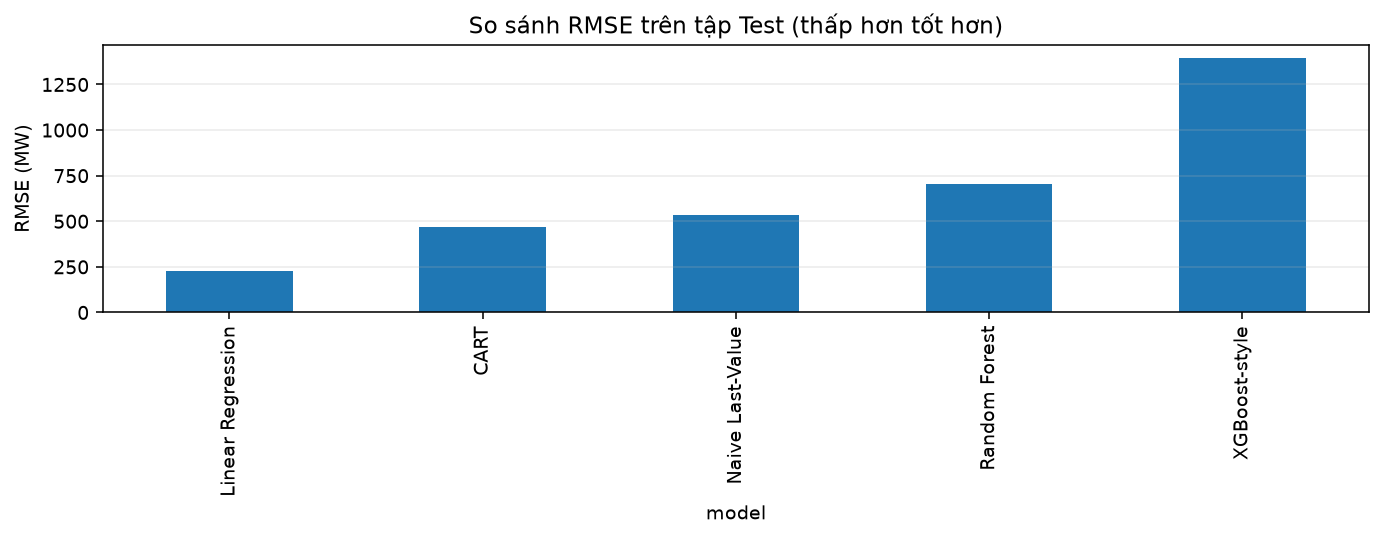 So sánh RMSE trên tập Test (thấp hơn tốt hơn)
RMSE (MW)
1250
1000
750
500
250
0
Linear Regression
CART
Naive Last-Value
Random Forest
XGBoost-style
model